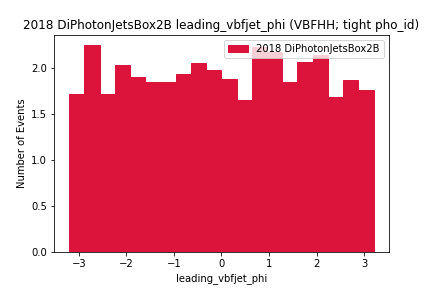 2018 DiPhotonJetsBox2B leading_vbfjet_phi (VBFHH; tight pho_id)
2018 DiPhotonJetsBox2B
Number of Events
2.0
1.5
1.0
0.5
0.0
−3 −2 −1 0 1 2 3
leading_vbfjet_phi